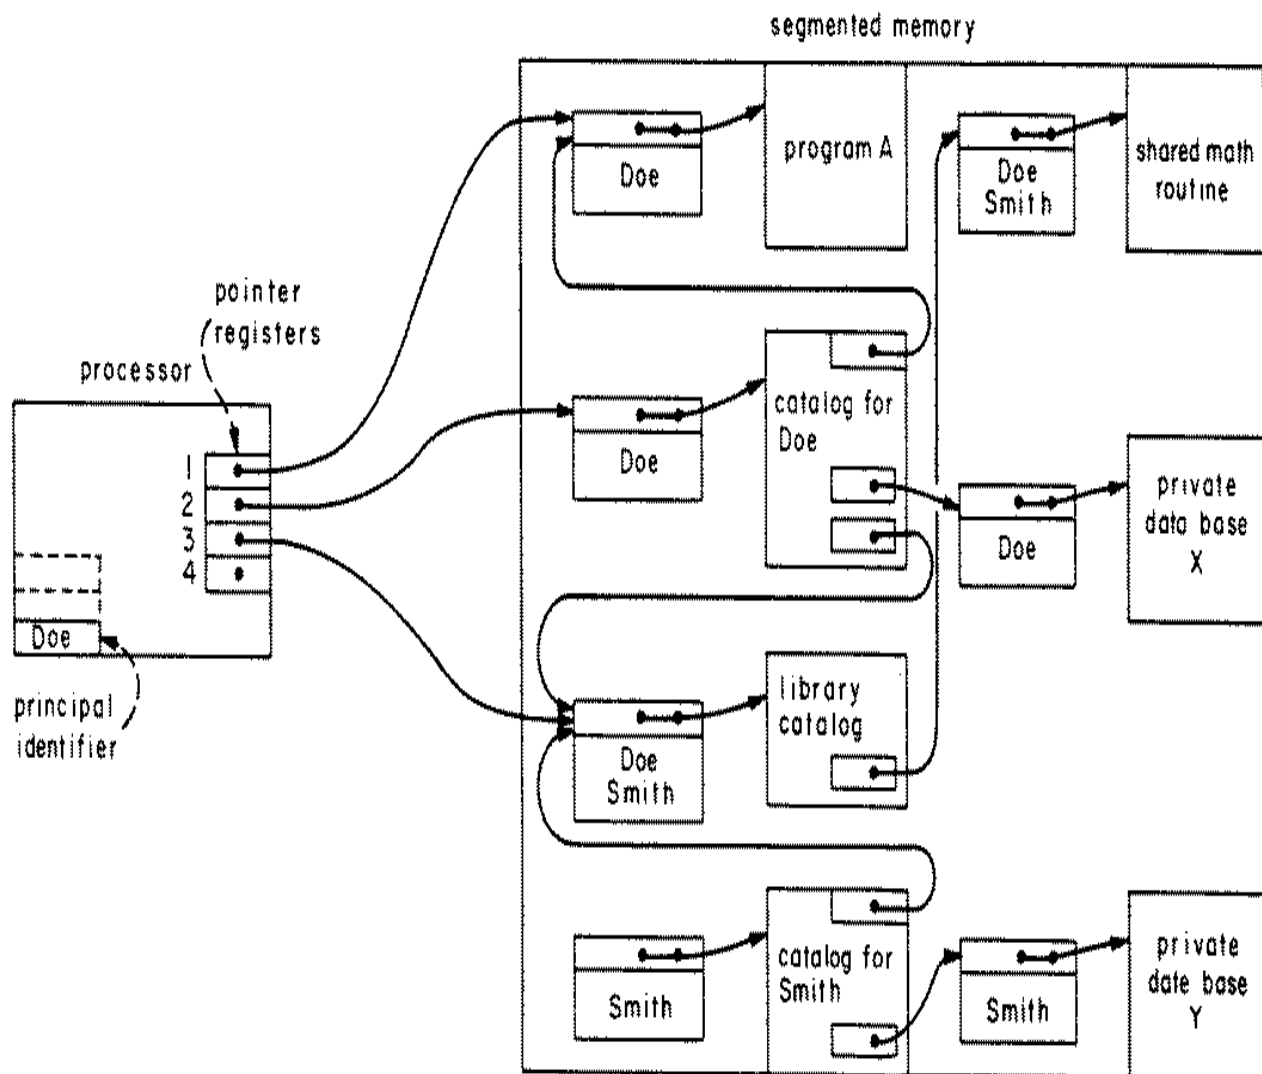 segmented memory
program A
Doe
Doe
Smith
shared math
routine
pointer
registers
processor
catalog for
Doe
Doe
1
2
3
4
private
data base
X
Doe
Doe
principal
identifier
library
catalog
Doe
Smith
catalog for
Smith
Smith
Smith
private
date base
Y